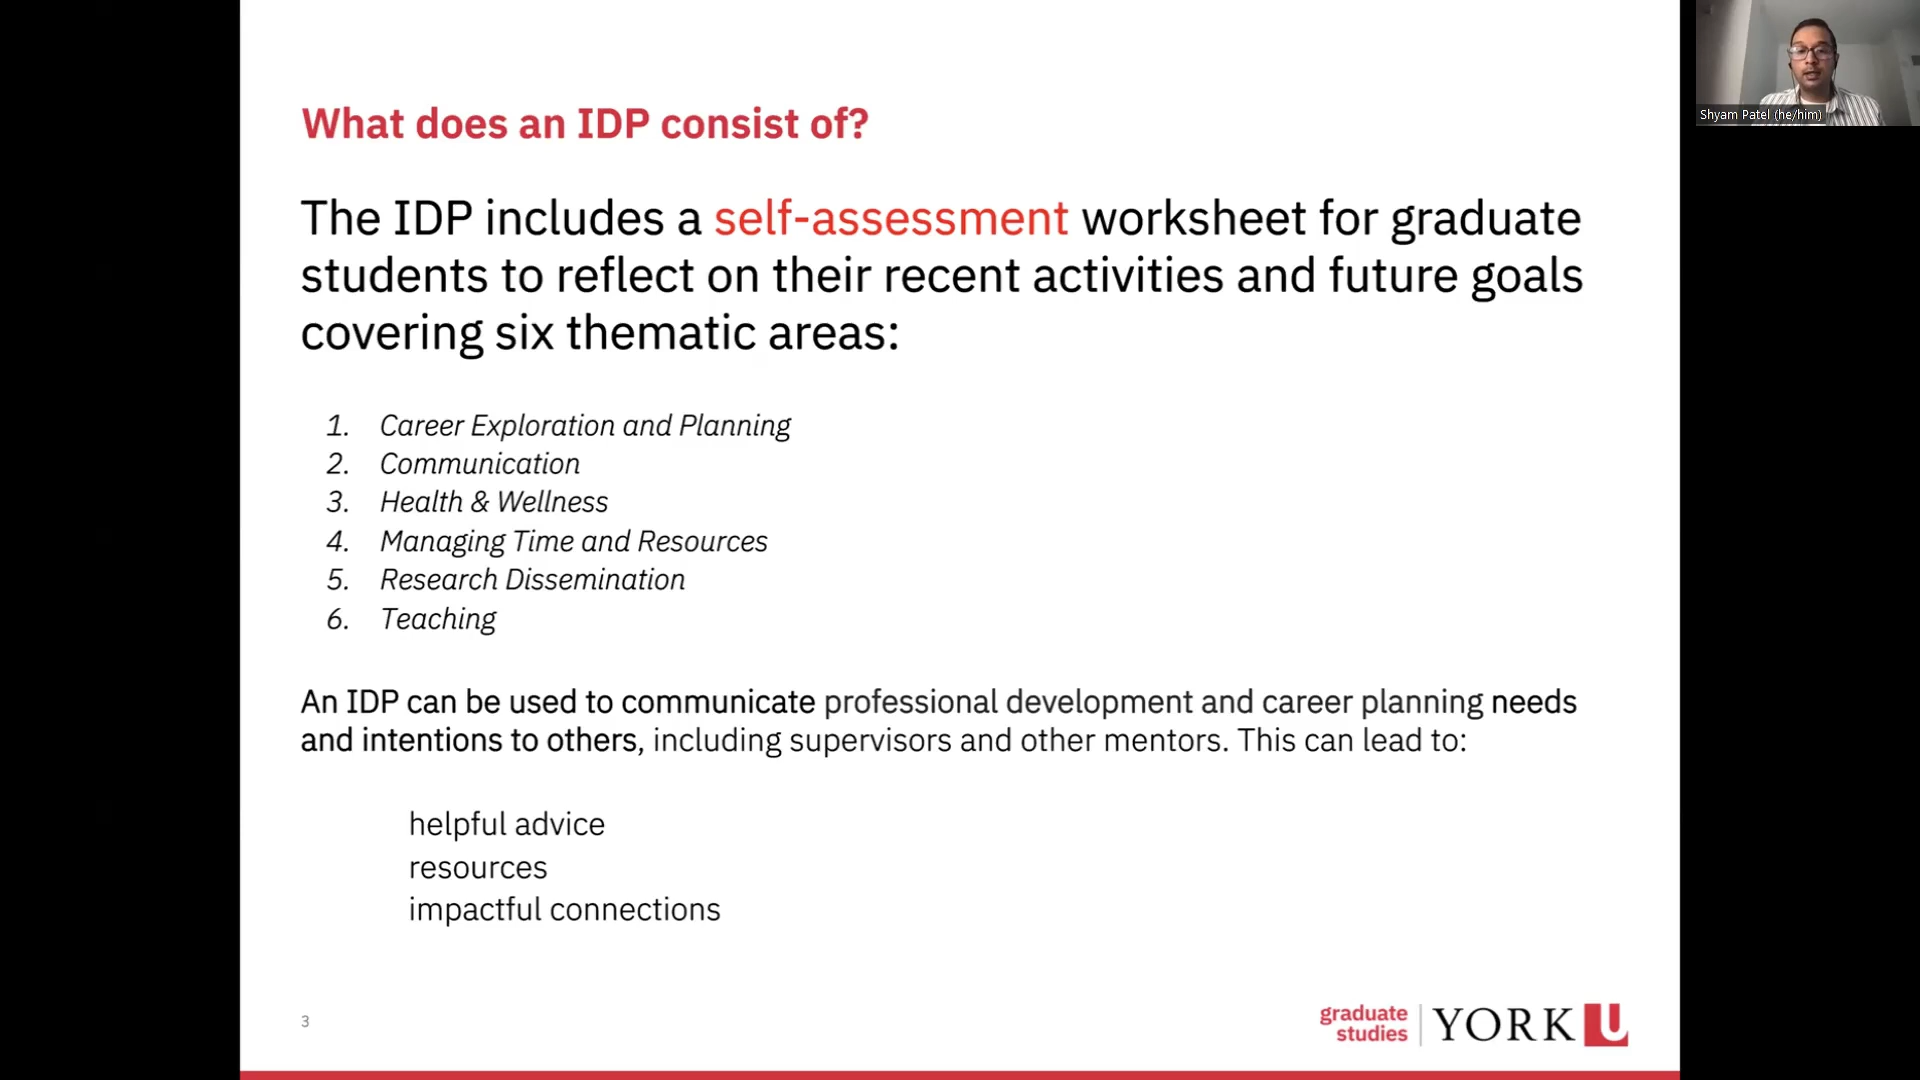 What does an IDP consist of?
The IDP includes a self-assessment worksheet for graduate
students to reflect on their recent activities and future goals
covering six thematic areas:
1. Career Exploration and Planning
2. Communication
3. Health & Wellness
4. Managing Time and Resources
5. Research Dissemination
6. Teaching
An IDP can be used to communicate professional development and career planning needs
and intentions to others, including supervisors and other mentors. This can lead to:
helpful advice
resources
impactful connections
3
graduate
studies
YORK U
Shyam Patel (he/him)